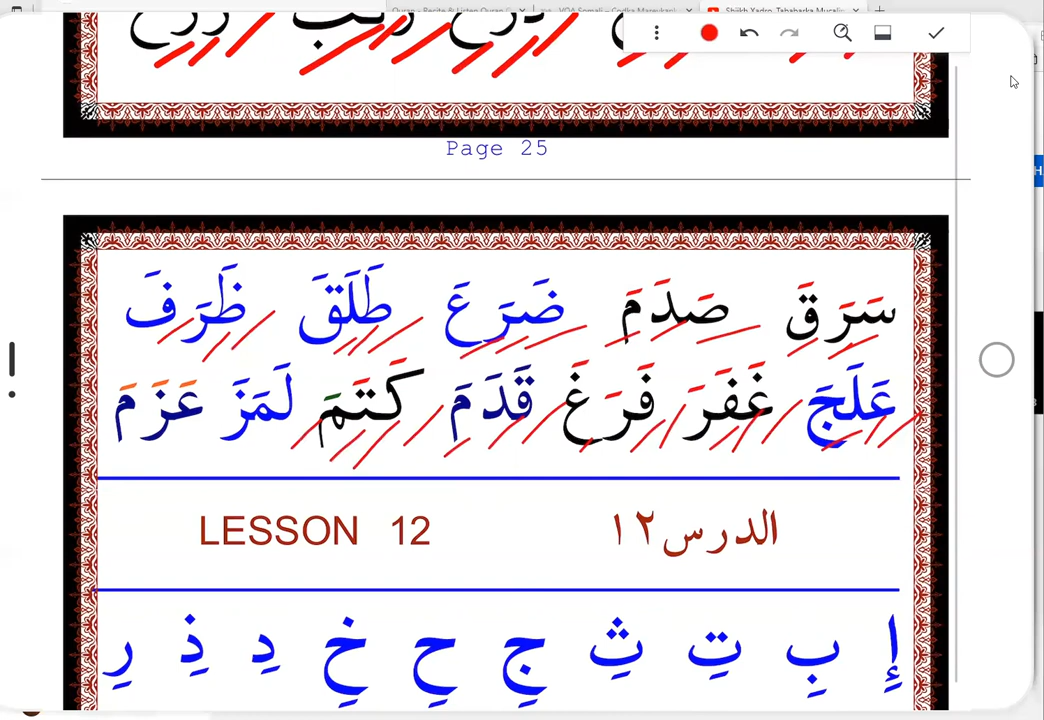 Page 25
سَرَقَ صَدَمَ ضَرَعَ طَلَقَ ظَرَفَ
عَلَجَ غَفَرَ فَرَغَ قَدَمَ كَتَمَ لَمَزَ عَزَمَ
LESSON 12 الدرس ١٢
إِ بِ تِ ثِ جِ حِ خِ دِ ذِ رِ